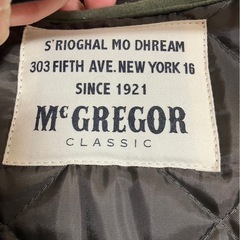 S'RIOGHAL MO DHREAM
303 FIFTH AVE. NEW YORK 16
SINCE 1921
McGREGOR
CLASSIC